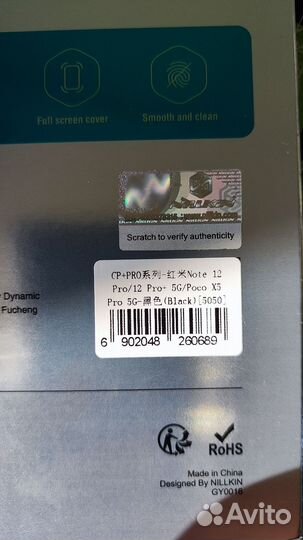 Full screen cover
Smooth and clean
NILLKIN
Scratch to verify authenticity
CP+PRO系列-红米Note 12
Pro/12 Pro+ 5G/Poco X5
Pro 5G-黑色(Black)[5050]
6 902048 260689
Dynamic
Fucheng
RoHS
Made in China
Designed by NILLKIN
GY0016
Avito